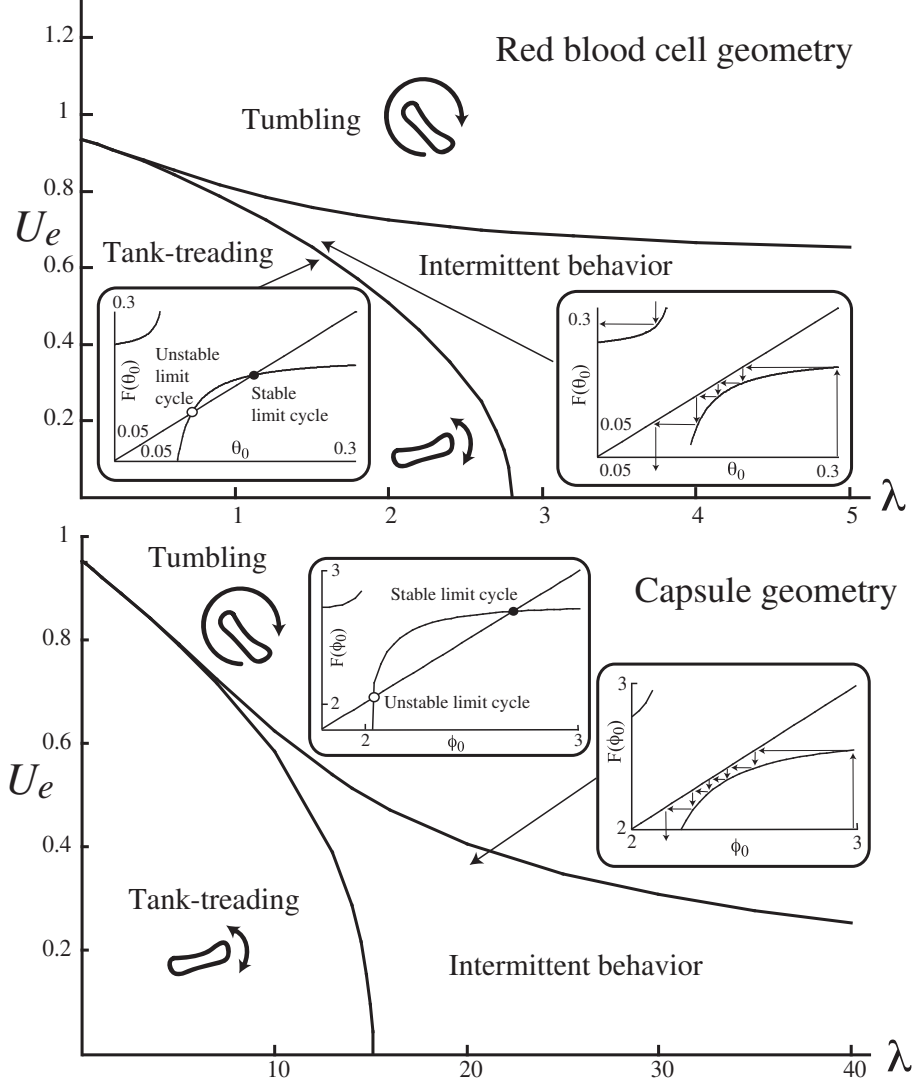 1.2
Red blood cell geometry
1
Tumbling
0.8
Ue
Tank-treading
Intermittent behavior
0.6
0.3
Unstable
limit
cycle
F(θ0)
Stable
limit cycle
0.05
0.05
θ0
0.3
0.3
F(θ0)
0.05
0.05
θ0
0.3
0.4
0.2
1
2
3
4
5
λ
1
Tumbling
3
Stable limit cycle
F(ϕ0)
Unstable limit cycle
2
2
ϕ0
3
Capsule geometry
0.8
3
F(ϕ0)
2
2
ϕ0
3
0.6
Ue
0.4
Tank-treading
0.2
Intermittent behavior
10
20
30
40
λ